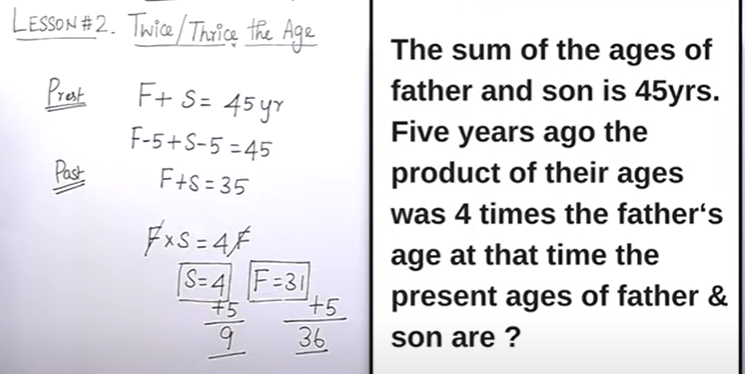 LESSON #2. Twice/Thrice the Age
Prest F+ S= 45yr
F-5+S-5 =45
Past F+S=35
F×S=4F
S=4 F=31
+5 +5
9 36
The sum of the ages of
father and son is 45yrs.
Five years ago the
product of their ages
was 4 times the father‘s
age at that time the
present ages of father &
son are ?